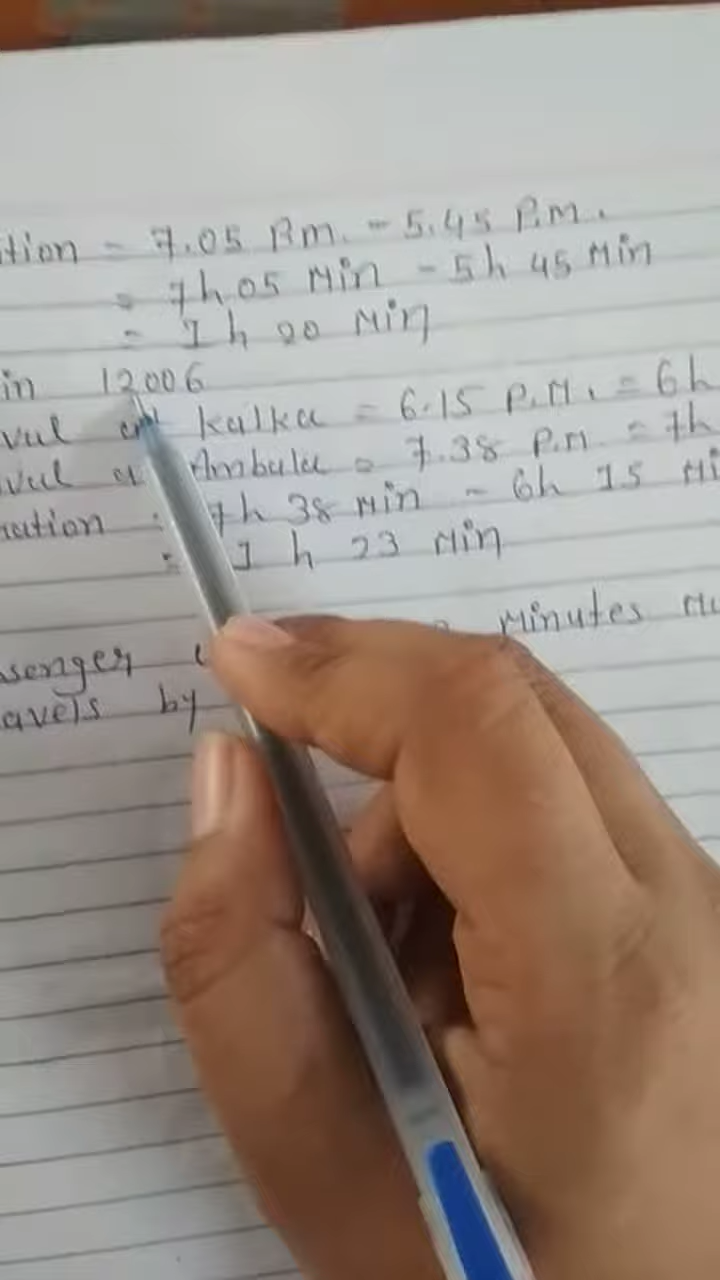 tion = 7.05 P.m. - 5.45 P.m.
= 7h 05 Min - 5h 45 Min
= 1 h 20 Min
in 12006
vul at Kalka = 6.15 P.M. = 6h
vul a Ambala = 7.38 P.M = 7h
ration : 7h 38 Min - 6h 15 Mi
= 1 h 23 Min
ssenger Minutes
avels by